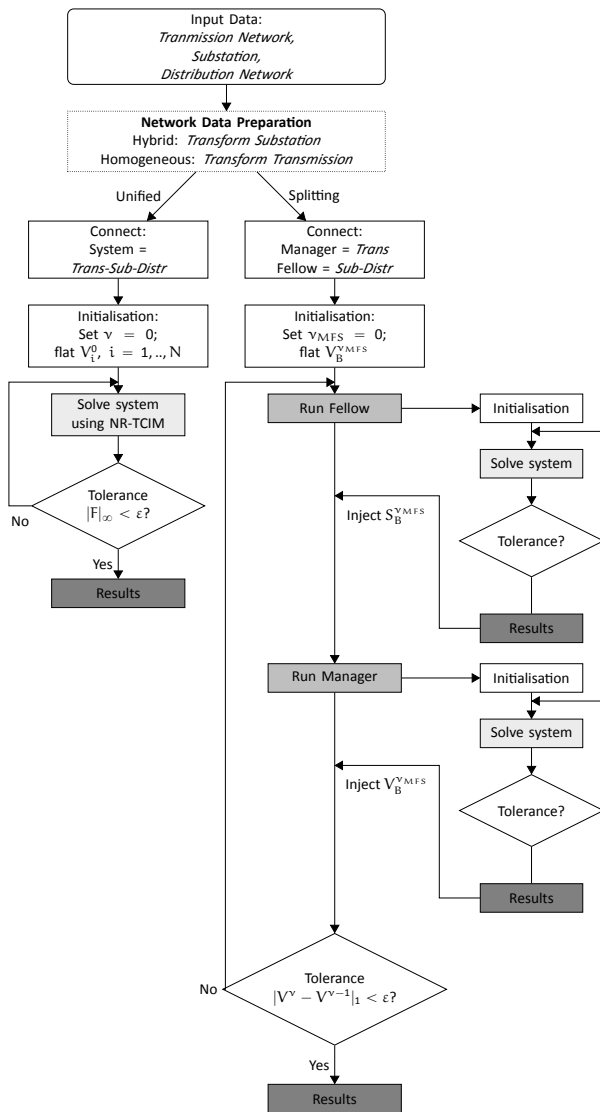 Input Data:
Tranmission Network,
Substation,
Distribution Network
Network Data Preparation
Hybrid: Transform Substation
Homogeneous: Transform Transmission
Unified
Splitting
Connect:
System =
Trans-Sub-Distr
Connect:
Manager = Trans
Fellow = Sub-Distr
Initialisation:
Set ν = 0;
flat V_i^0, i = 1,..,N
Initialisation:
Set ν_MFS = 0;
flat V_B^{ν_MFS}
Solve system
using NR-TCIM
Run Fellow
Initialisation
Solve system
Tolerance
|F|_∞ < ε?
No
Yes
Results
Inject S_B^{ν_MFS}
Tolerance?
Results
Run Manager
Initialisation
Solve system
Inject V_B^{ν_MFS}
Tolerance?
Results
Tolerance
|V^ν − V^{ν−1}|_1 < ε?
No
Yes
Results